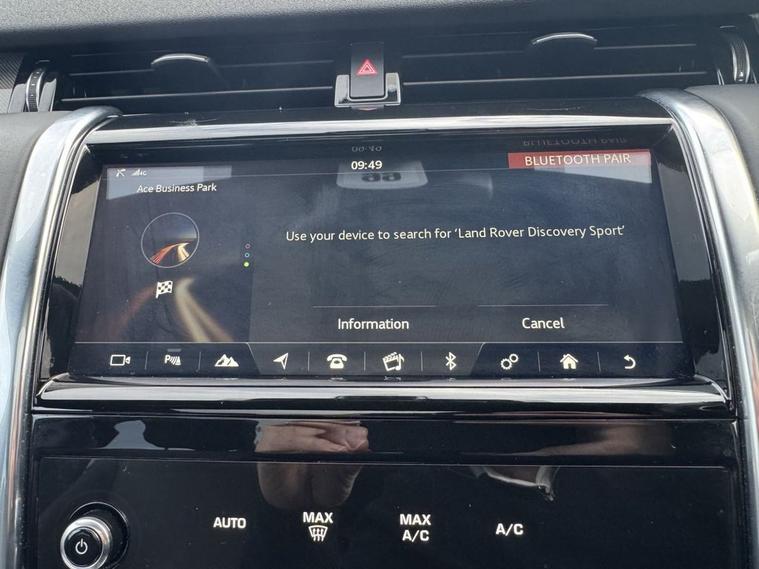 09:49
BLUETOOTH PAIR
4G
Ace Business Park
Use your device to search for ‘Land Rover Discovery Sport’
Information
Cancel
AUTO
MAX
MAX
A/C
A/C